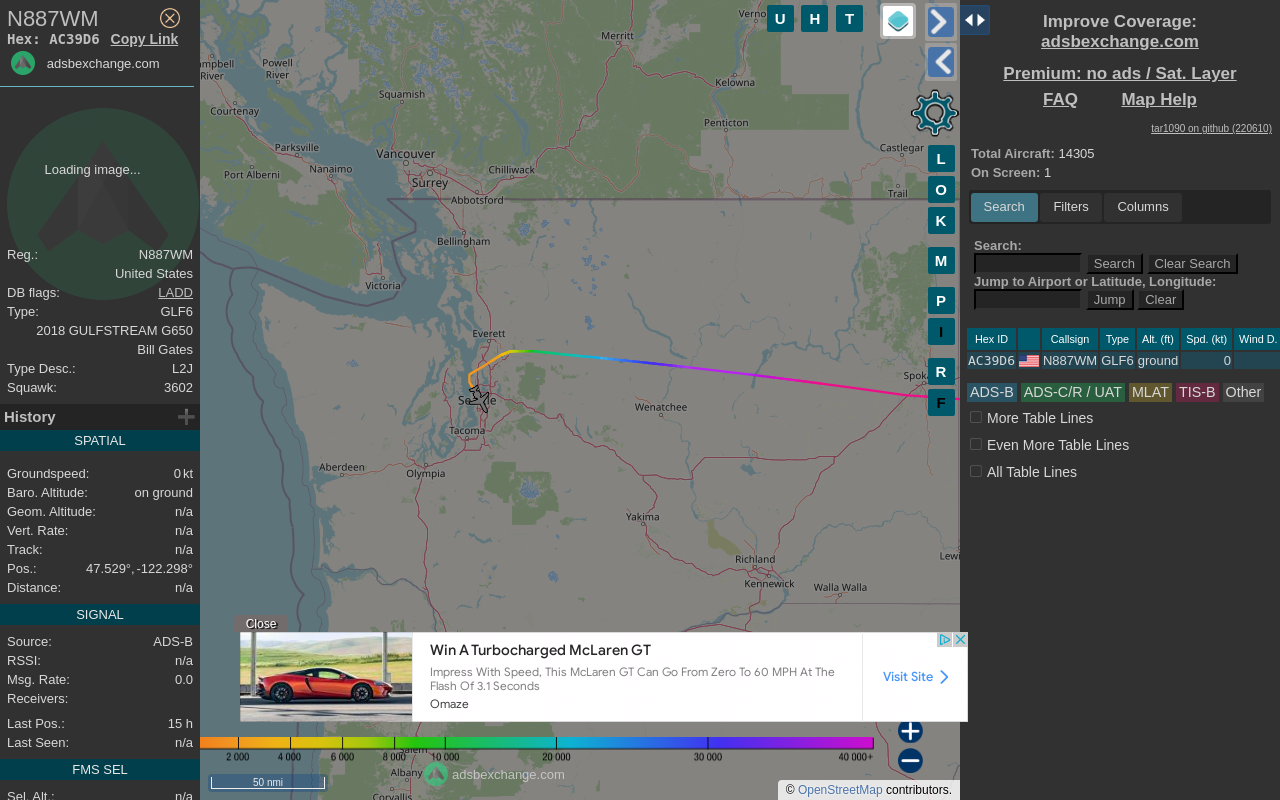 N887WM
Hex: AC39D6 Copy Link
adsbexchange.com
Loading image...
Reg.: N887WM
United States
DB flags: LADD
Type: GLF6
2018 GULFSTREAM G650
Bill Gates
Type Desc.: L2J
Squawk: 3602
History
SPATIAL
Groundspeed: 0 kt
Baro. Altitude: on ground
Geom. Altitude: n/a
Vert. Rate: n/a
Track: n/a
Pos.: 47.529°, -122.298°
Distance: n/a
SIGNAL
Source: ADS-B
RSSI: n/a
Msg. Rate: 0.0
Receivers:
Last Pos.: 15 h
Last Seen: n/a
FMS SEL
Sel. Alt.: n/a
U H T
L
O
K
M
P
I
R
F
Verno
Merritt
Powell
River
mpbell
River
Kelowna
Squamish
Courtenay
Penticton
Parksville
Vancouver
Castlegar
Nanaimo
Port Alberni
Chilliwack
Surrey
Abbotsford
Trail
Bellingham
Victoria
Everett
Se le
Spok
Wenatchee
Tacoma
Aberdeen
Olympia
Yakima
Richland
Lewi
Kennewick
Walla Walla
Close
Win A Turbocharged McLaren GT
Impress With Speed, This McLaren GT Can Go From Zero To 60 MPH At The
Flash Of 3.1 Seconds
Omaze
Visit Site
2 000 4 000 6 000 8 000 10 000 20 000 30 000 40 000+
Salem
Albany
adsbexchange.com
50 nmi
Corvallis
© OpenStreetMap contributors.
Improve Coverage:
adsbexchange.com
Premium: no ads / Sat. Layer
FAQ Map Help
tar1090 on github (220610)
Total Aircraft: 14305
On Screen: 1
Search Filters Columns
Search:
Search Clear Search
Jump to Airport or Latitude, Longitude:
Jump Clear
Hex ID Callsign Type Alt. (ft) Spd. (kt) Wind D.
AC39D6 N887WM GLF6 ground 0
ADS-B ADS-C/R / UAT MLAT TIS-B Other
More Table Lines
Even More Table Lines
All Table Lines